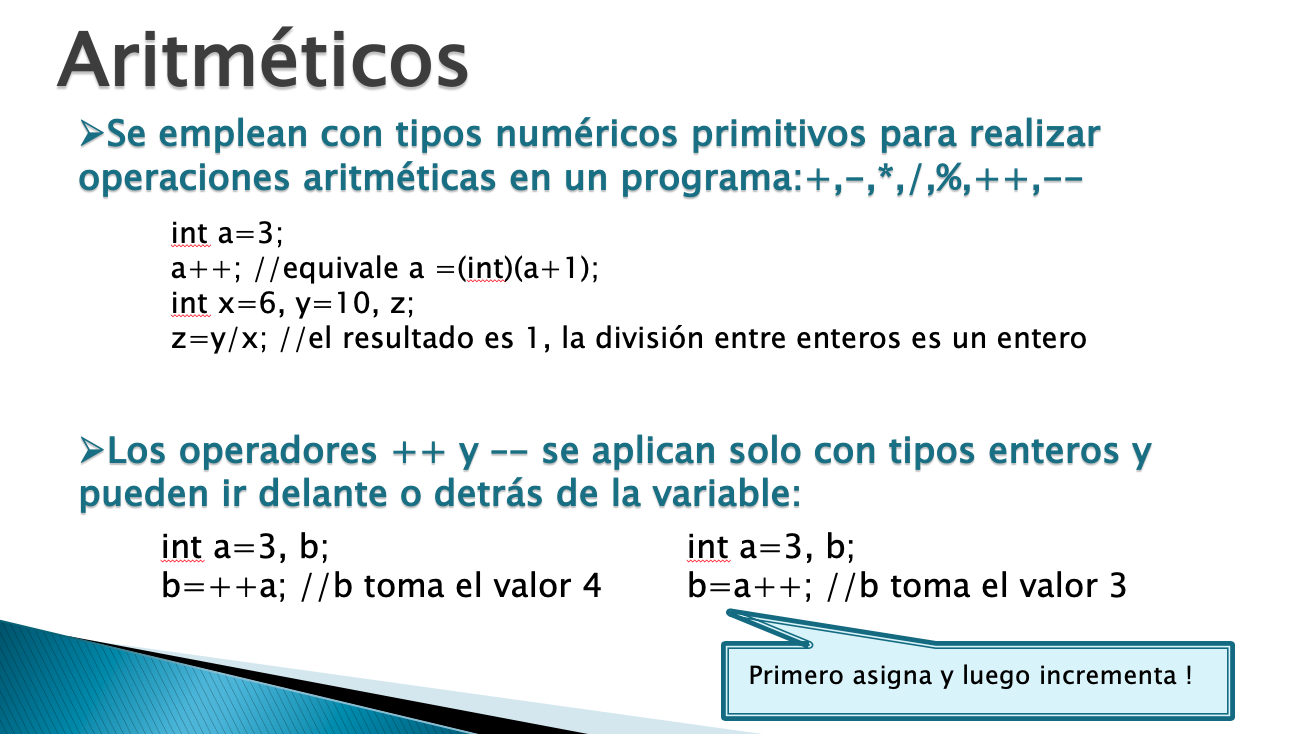 Aritméticos
➢Se emplean con tipos numéricos primitivos para realizar
operaciones aritméticas en un programa:+,-,*,/,%,++,--
int a=3;
a++; //equivale a =(int)(a+1);
int x=6, y=10, z;
z=y/x; //el resultado es 1, la división entre enteros es un entero
➢Los operadores ++ y -- se aplican solo con tipos enteros y
pueden ir delante o detrás de la variable:
int a=3, b;
b=++a; //b toma el valor 4
int a=3, b;
b=a++; //b toma el valor 3
Primero asigna y luego incrementa !